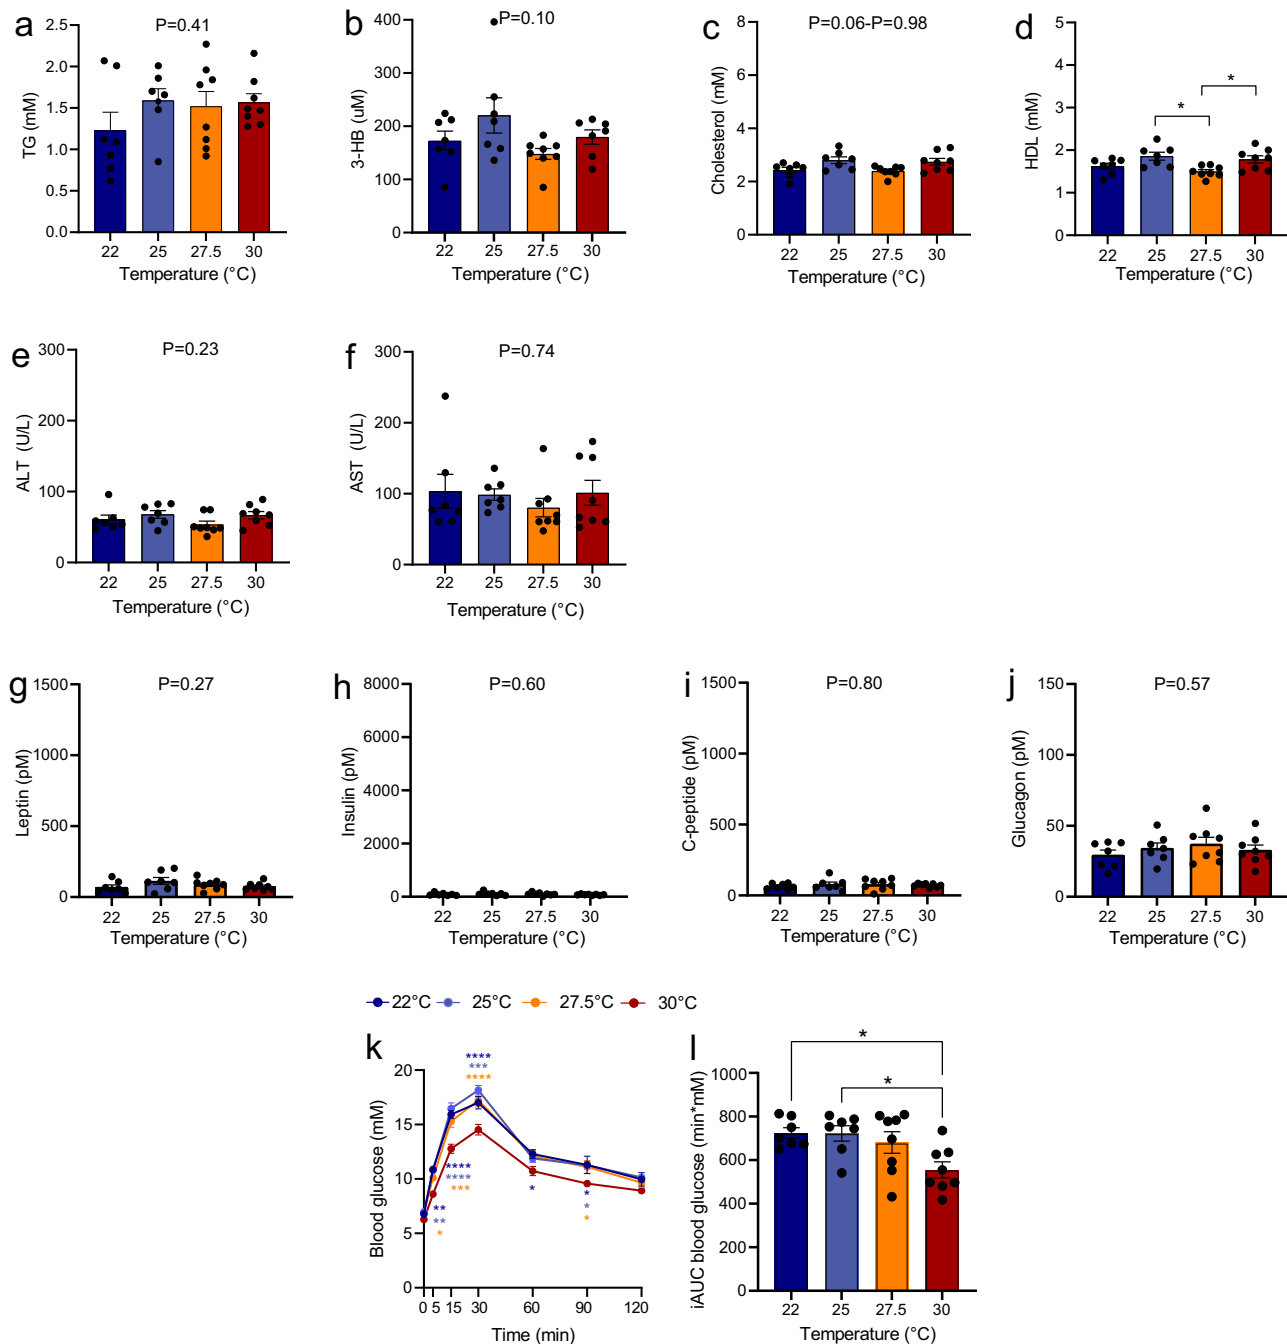 a
P=0.41
TG (mM)
2.5
2.0
1.5
1.0
0.5
0.0
22 25 27.5 30
Temperature (°C)
b
P=0.10
3-HB (uM)
400
300
200
100
0
22 25 27.5 30
Temperature (°C)
c
P=0.06-P=0.98
Cholesterol (mM)
8
6
4
2
0
22 25 27.5 30
Temperature (°C)
d
* *
HDL (mM)
5
4
3
2
1
0
22 25 27.5 30
Temperature (°C)
e
P=0.23
ALT (U/L)
300
200
100
0
22 25 27.5 30
Temperature (°C)
f
P=0.74
AST (U/L)
300
200
100
0
22 25 27.5 30
Temperature (°C)
g
P=0.27
Leptin (pM)
1500
1000
500
0
22 25 27.5 30
Temperature (°C)
h
P=0.60
Insulin (pM)
8000
6000
4000
2000
0
22 25 27.5 30
Temperature (°C)
i
P=0.80
C-peptide (pM)
1500
1000
500
0
22 25 27.5 30
Temperature (°C)
j
P=0.57
Glucagon (pM)
150
100
50
0
22 25 27.5 30
Temperature (°C)
22°C 25°C 27.5°C 30°C
k
****
***
****
Blood glucose (mM)
20
15
10
5
0
**
**
*
****
****
***
*
*
*
*
0 5 15 30 60 90 120
Time (min)
l
*
*
iAUC blood glucose (min*mM)
1000
800
600
400
200
0
22 25 27.5 30
Temperature (°C)